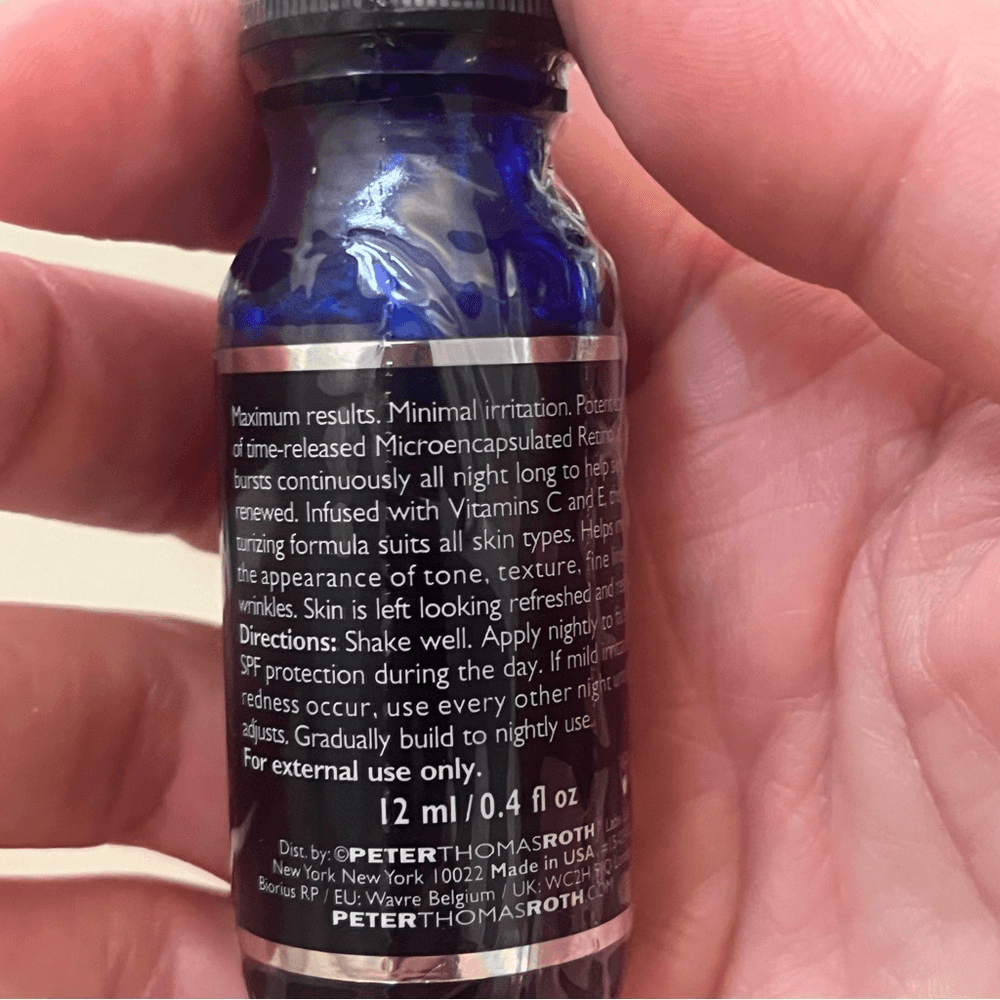 Maximum results. Minimal irritation.
of time-released Microencapsulated
bursts continuously all night long to help
renewed. Infused with Vitamins C and E,
turizing formula suits all skin types. Helps
the appearance of tone, texture, fine
wrinkles. Skin is left looking refreshed and
Directions: Shake well. Apply nightly to
SPF protection during the day. If mild
redness occur, use every other night
adjusts. Gradually build to nightly use.
For external use only.
12 ml / 0.4 fl oz
Dist. by: ©PETERTHOMASROTH
New York New York 10022 Made in USA
Biorius RP / EU: Wavre Belgium / UK: WC2H
PETERTHOMASROTH.COM